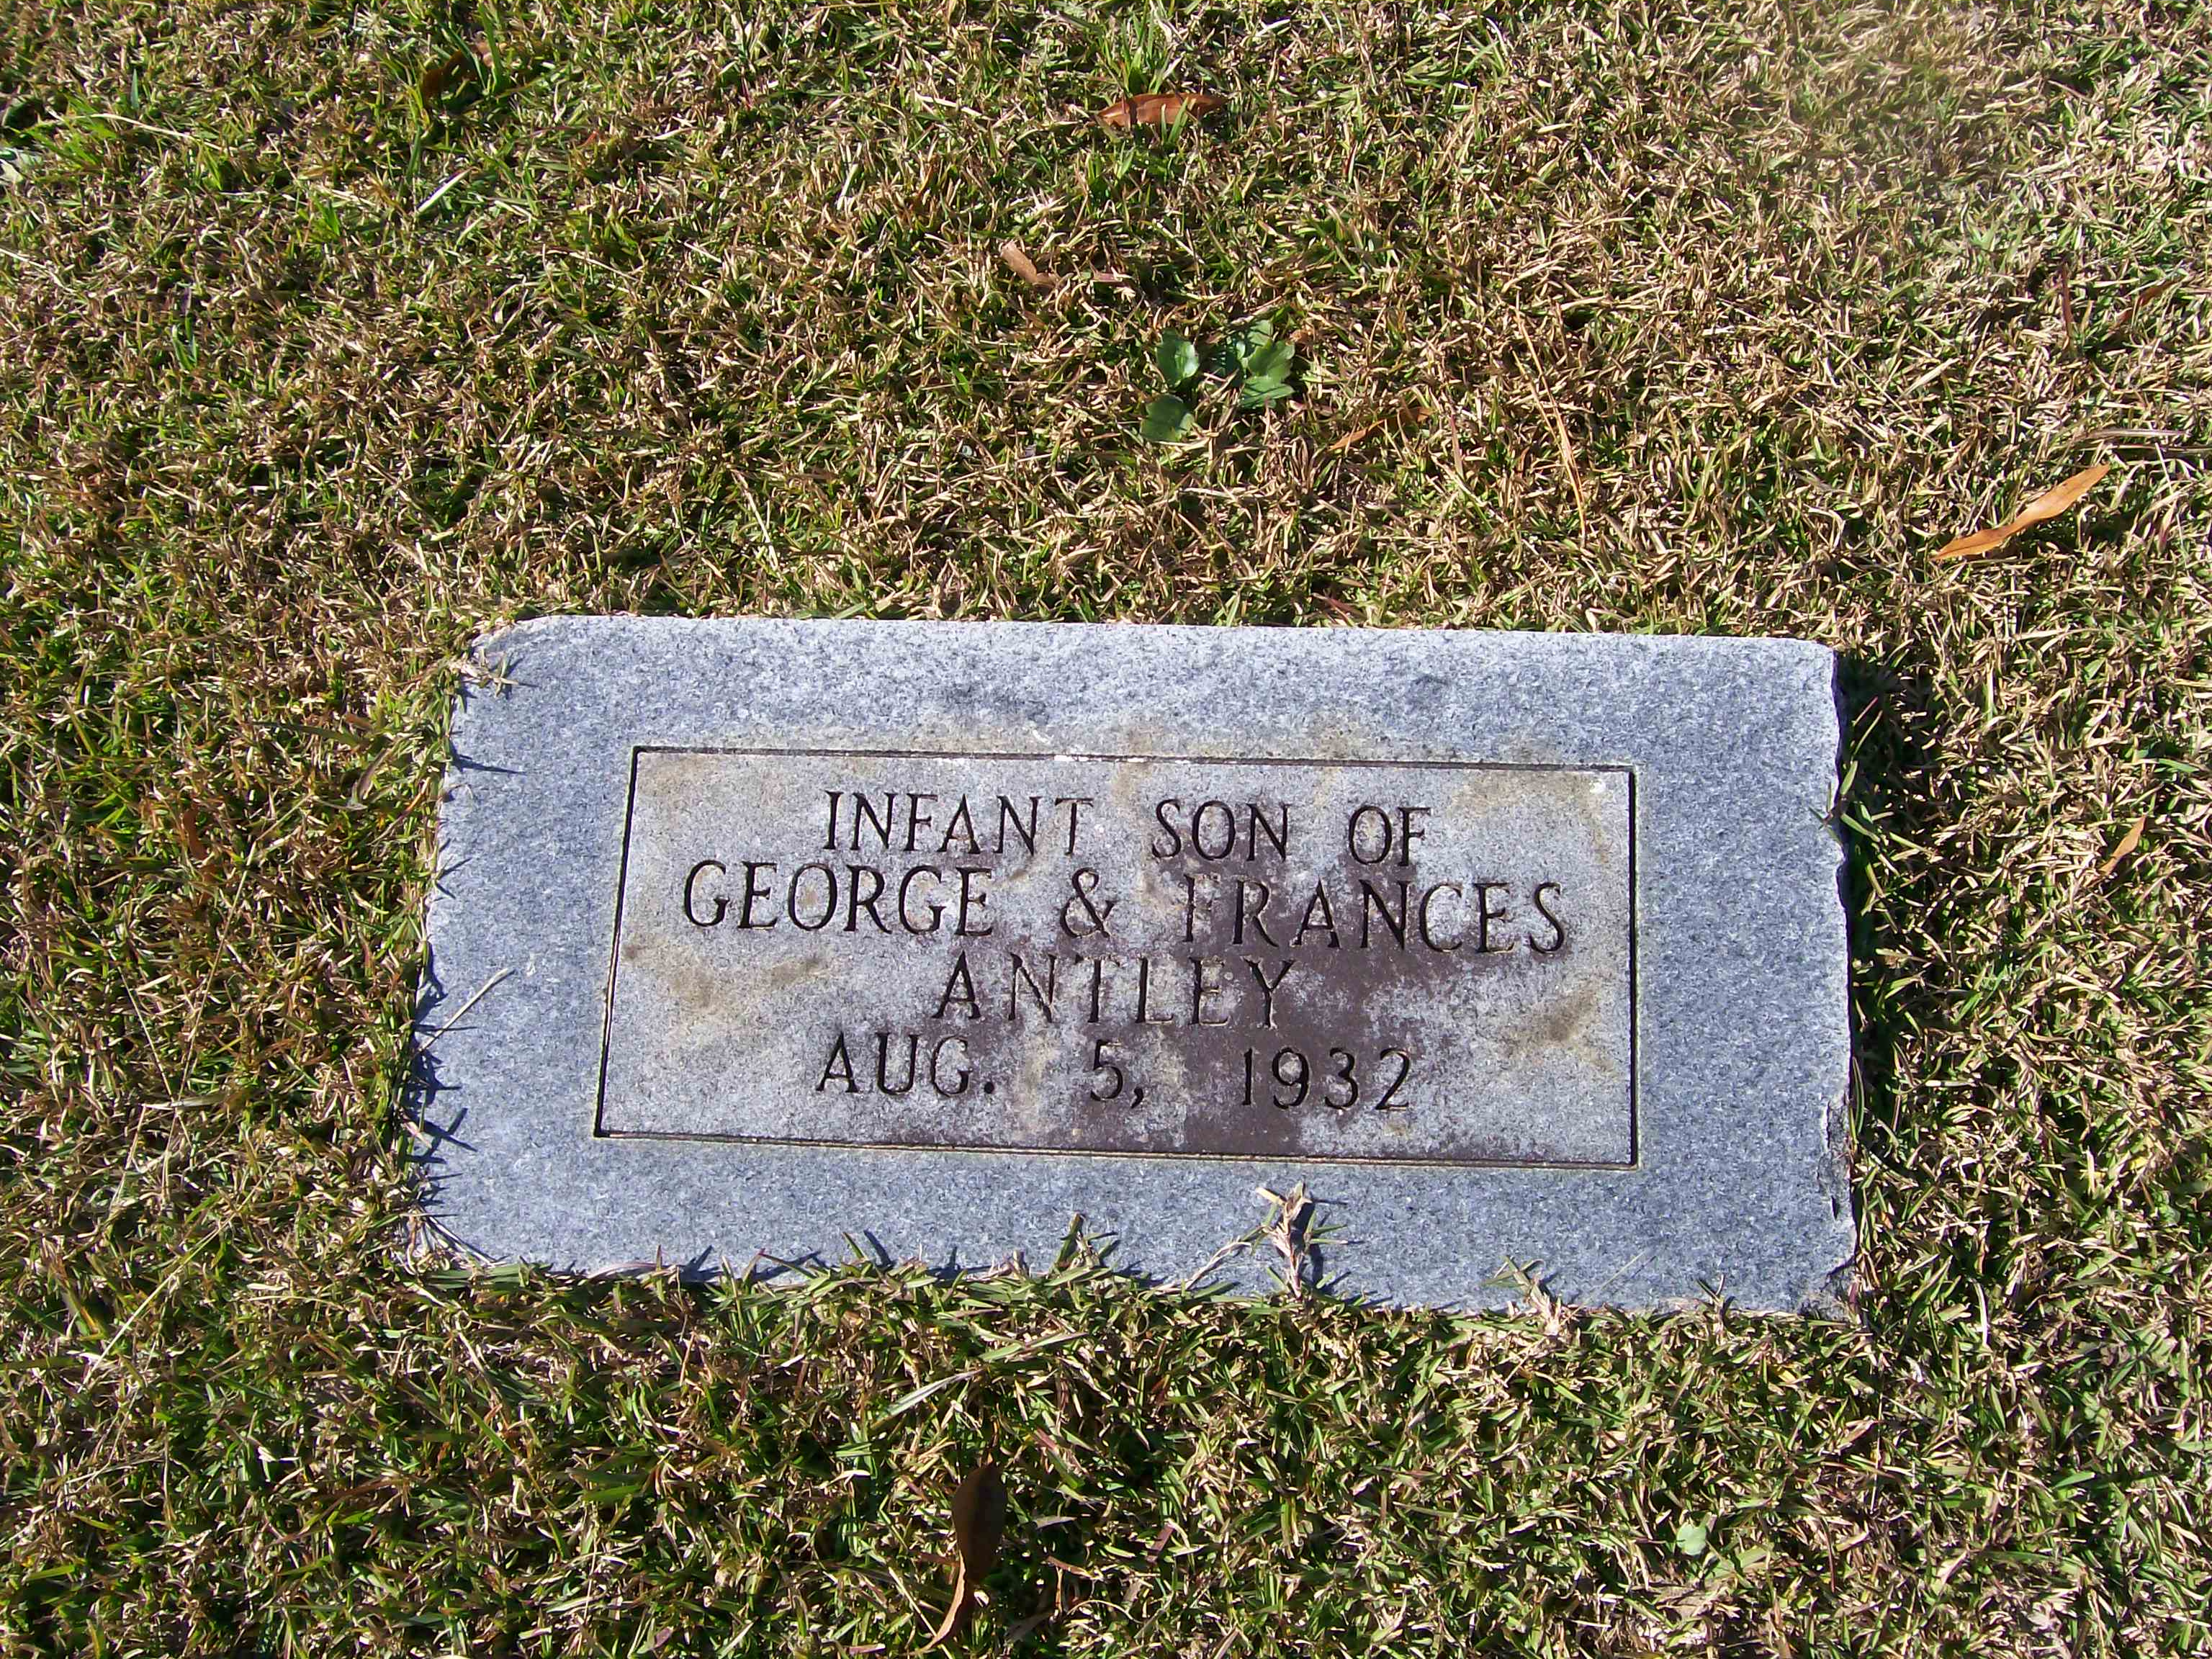 INFANT SON OF
GEORGE & FRANCES
ANTLEY
AUG. 5, 1932